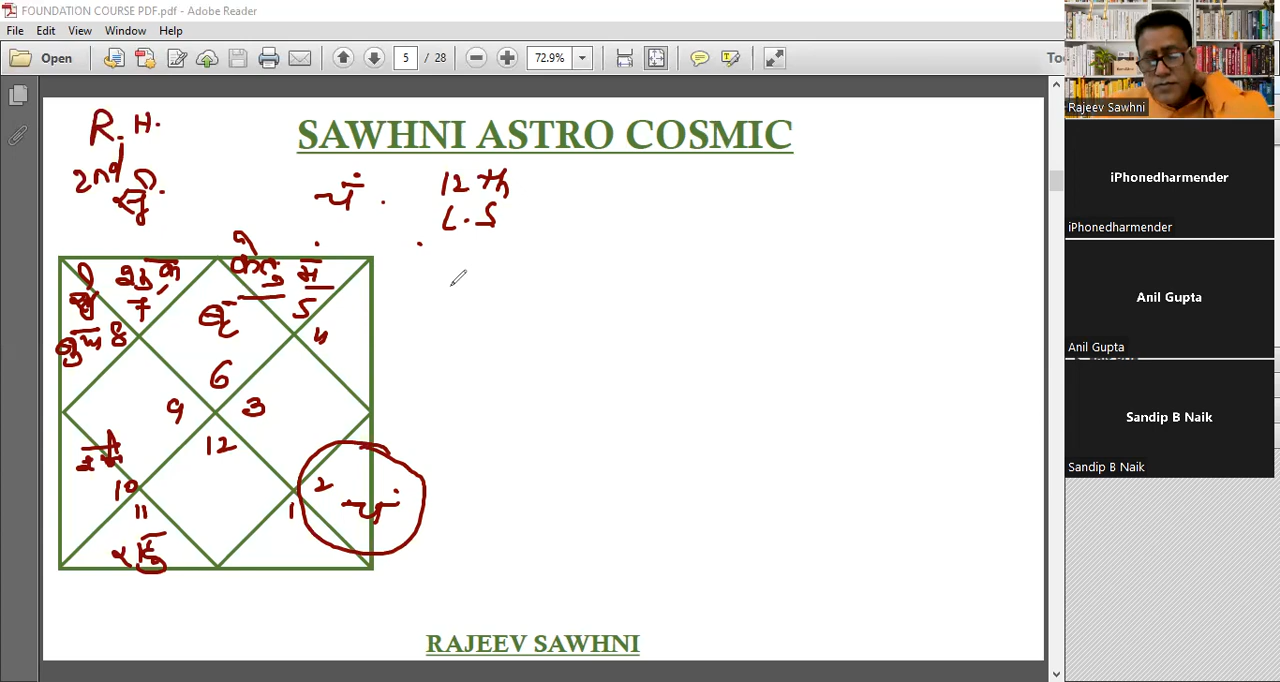 FOUNDATION COURSE PDF.pdf - Adobe Reader
File Edit View Window Help
Open 5 / 28 72.9% To
R.H.
2nd D.
SAWHNI ASTRO COSMIC
चं. 12th
L.S
7 5
8 4
6
9 3
12
10 2
चं
11 1
RAJEEV SAWHNI
Rajeev Sawhni
iPhonedharmender
iPhonedharmender
Anil Gupta
Anil Gupta
Sandip B Naik
Sandip B Naik